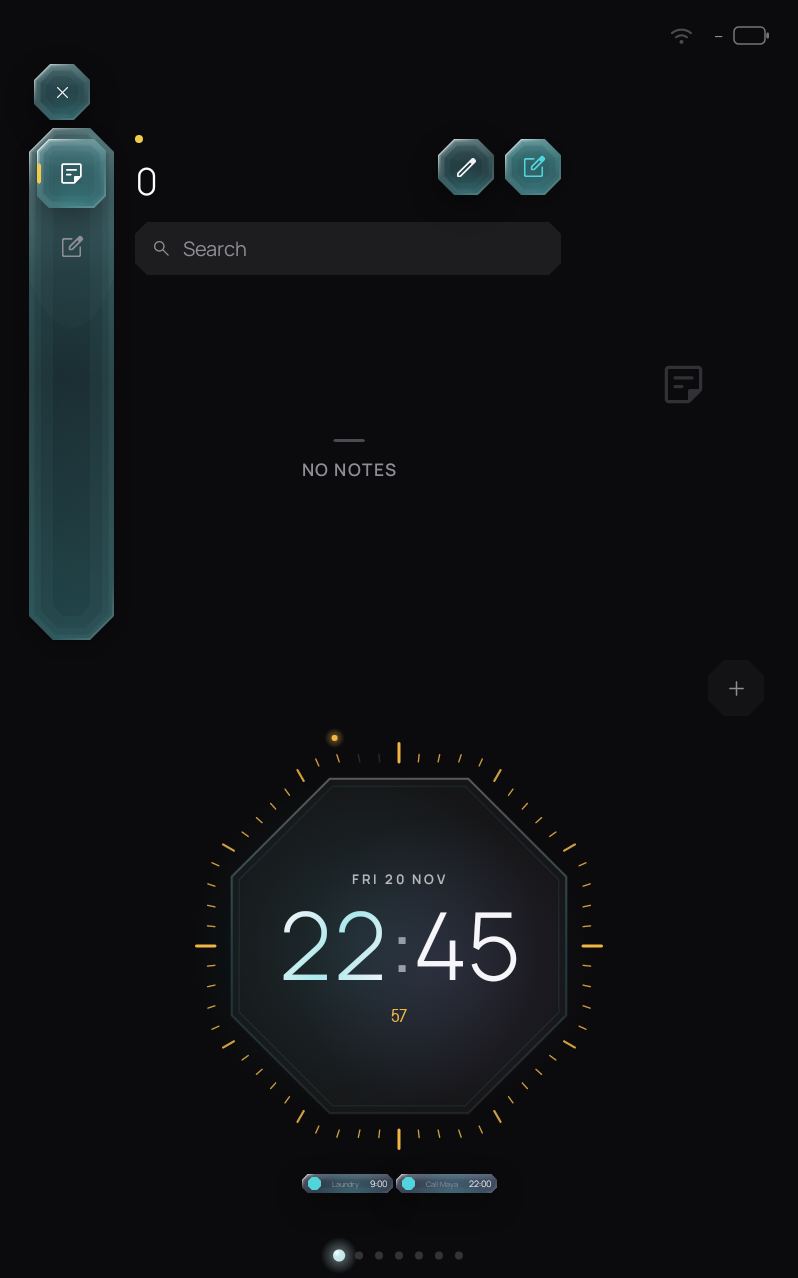 –
0
Search
NO NOTES
FRI 20 NOV
22:45
57
Laundry 9:00 Call Maya 22:00